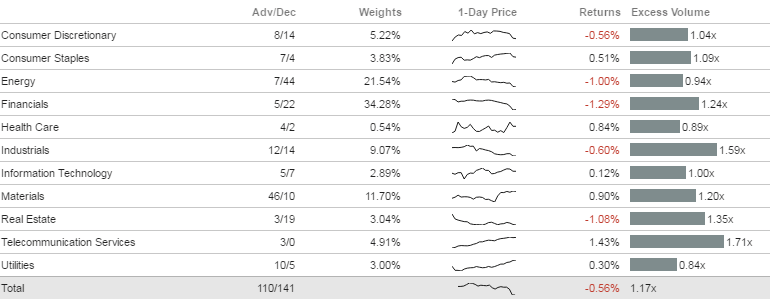 Adv/Dec Weights 1-Day Price Returns Excess Volume
Consumer Discretionary 8/14 5.22% -0.56% 1.04x
Consumer Staples 7/4 3.83% 0.51% 1.09x
Energy 7/44 21.54% -1.00% 0.94x
Financials 5/22 34.28% -1.29% 1.24x
Health Care 4/2 0.54% 0.84% 0.89x
Industrials 12/14 9.07% -0.60% 1.59x
Information Technology 5/7 2.89% 0.12% 1.00x
Materials 46/10 11.70% 0.90% 1.20x
Real Estate 3/19 3.04% -1.08% 1.35x
Telecommunication Services 3/0 4.91% 1.43% 1.71x
Utilities 10/5 3.00% 0.30% 0.84x
Total 110/141 -0.56% 1.17x